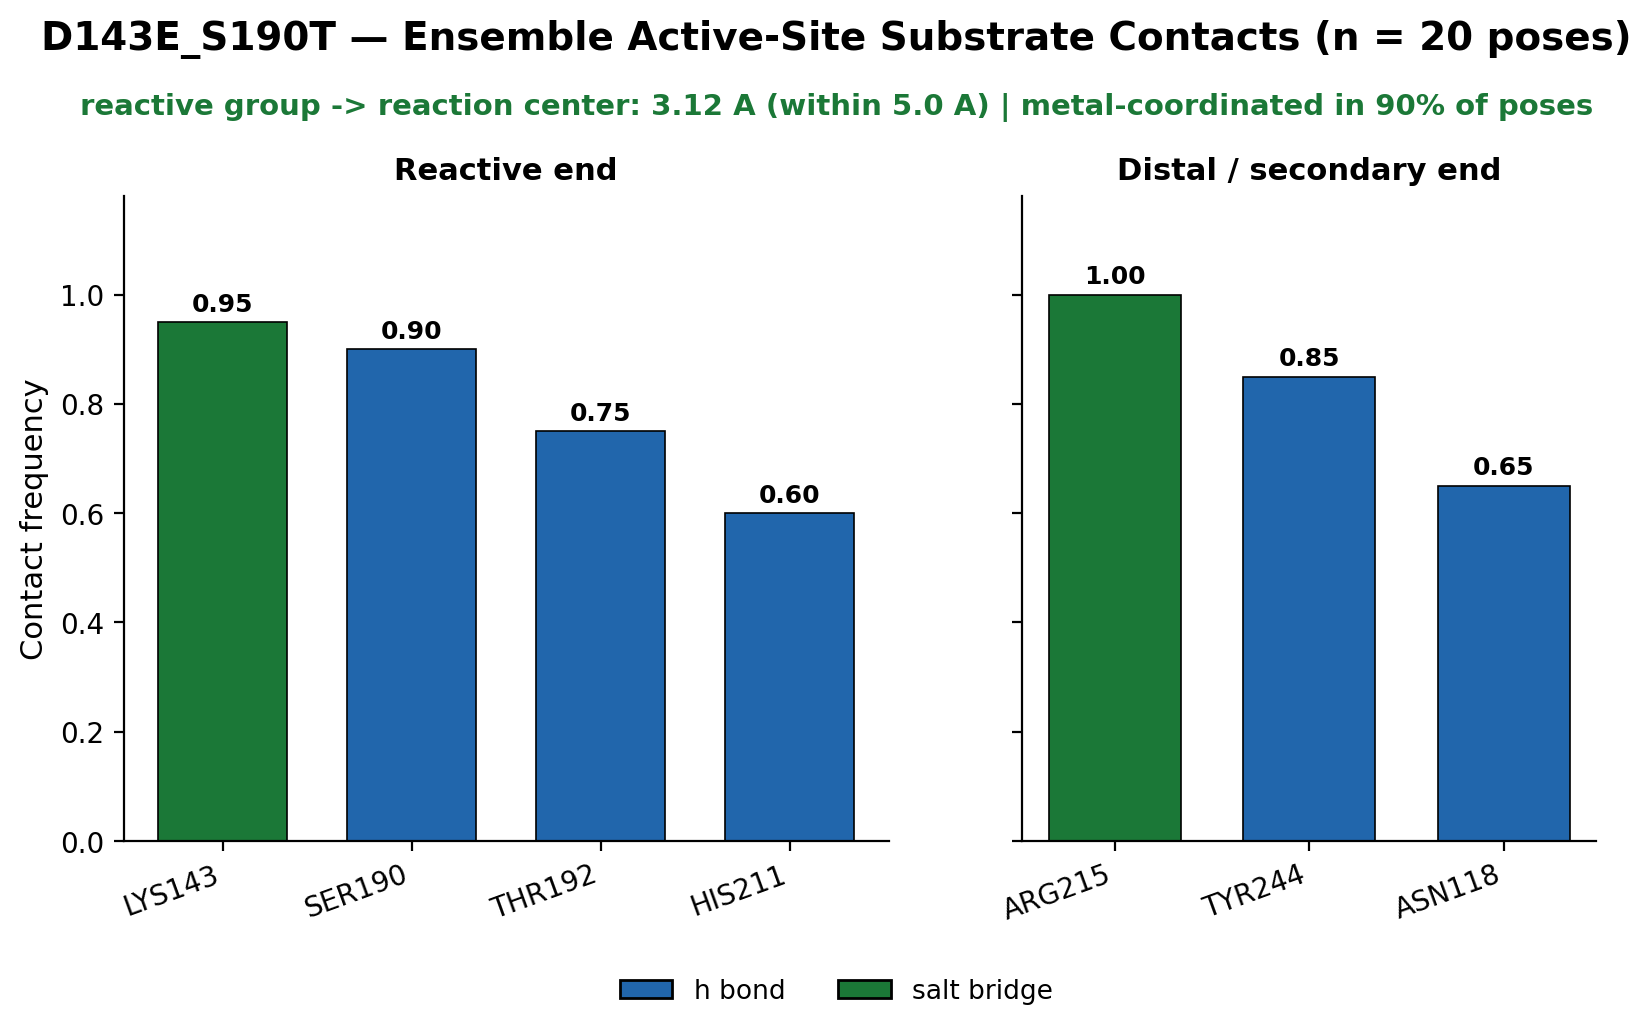 D143E_S190T — Ensemble Active-Site Substrate Contacts (n = 20 poses)
reactive group -> reaction center: 3.12 A (within 5.0 A) | metal-coordinated in 90% of poses
Reactive end
Contact frequency
1.0
0.8
0.6
0.4
0.2
0.0
0.95
0.90
0.75
0.60
LYS143
SER190
THR192
HIS211
Distal / secondary end
1.00
0.85
0.65
ARG215
TYR244
ASN118
h bond
salt bridge